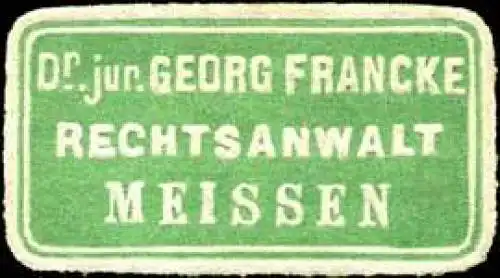 Dr. jur. GEORG FRANCKE
RECHTSANWALT
MEISSEN